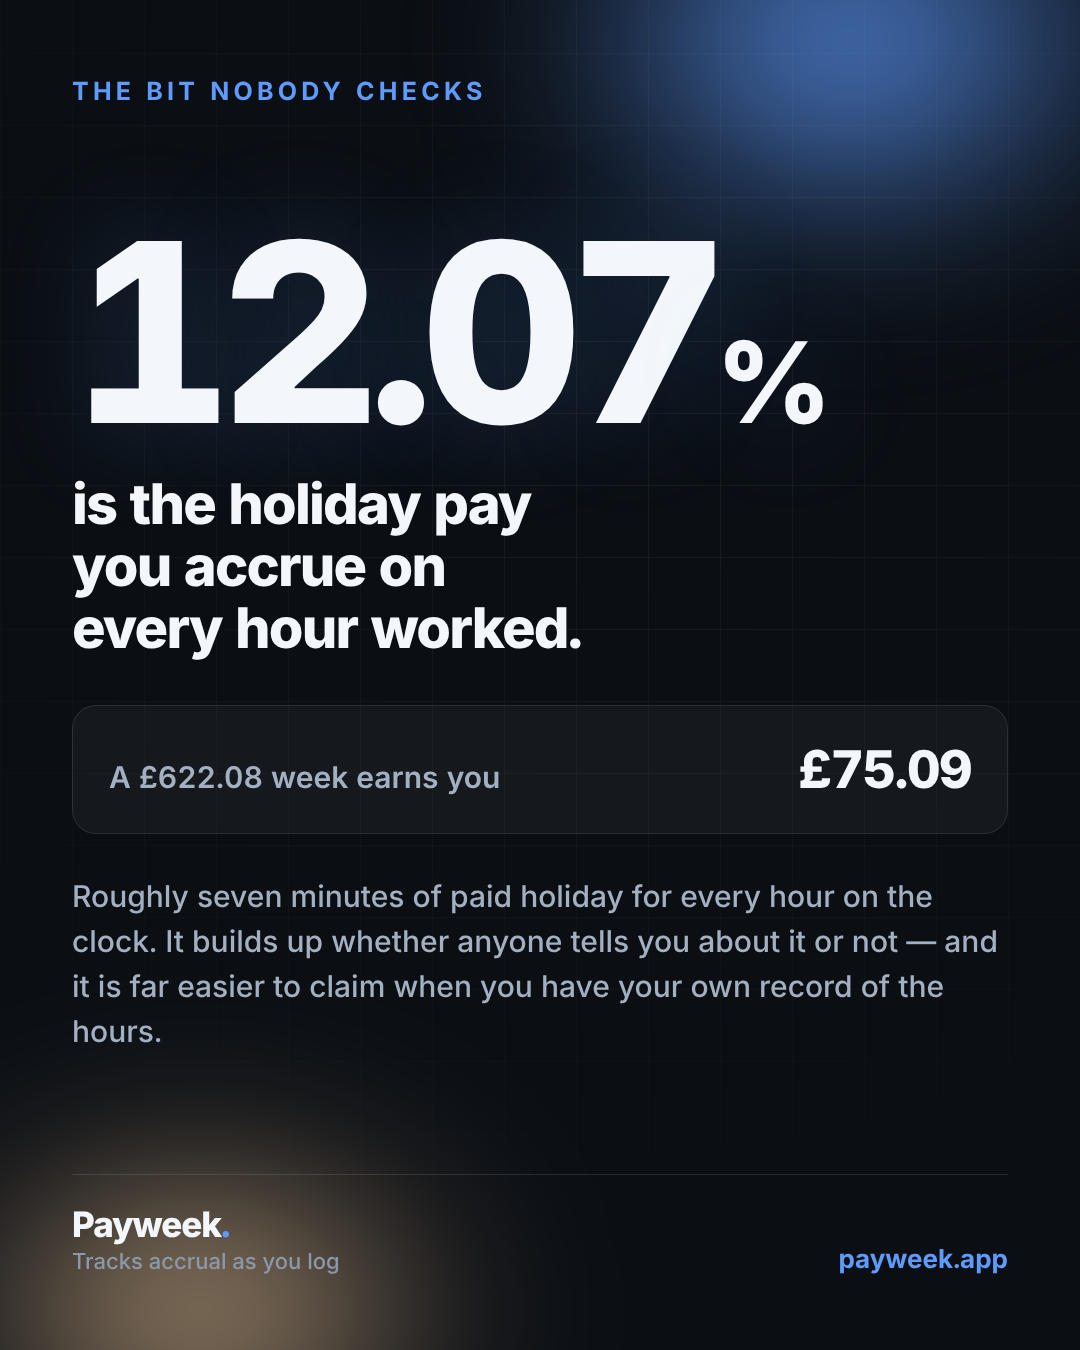 THE BIT NOBODY CHECKS
12.07%
is the holiday pay
you accrue on
every hour worked.
A £622.08 week earns you £75.09
Roughly seven minutes of paid holiday for every hour on the
clock. It builds up whether anyone tells you about it or not — and
it is far easier to claim when you have your own record of the
hours.
Payweek.
Tracks accrual as you log
payweek.app